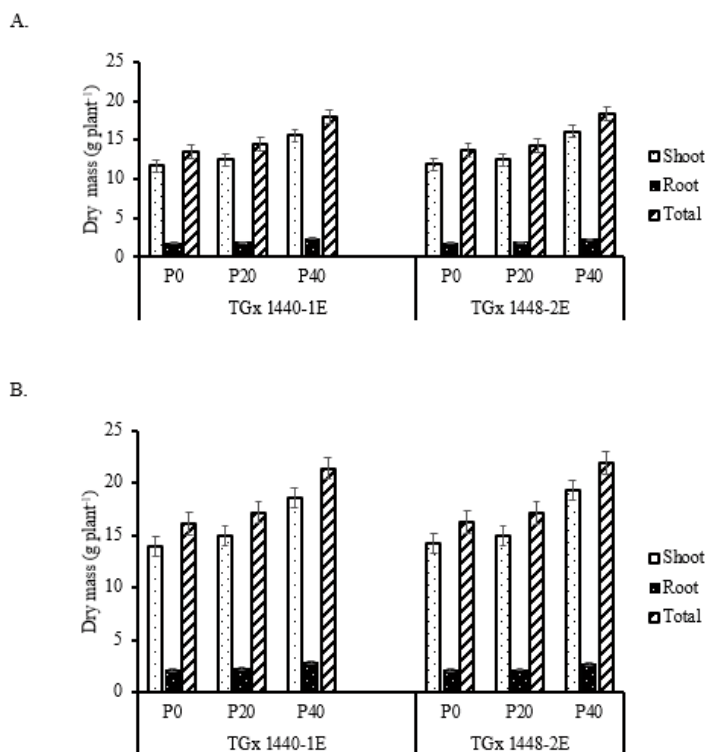 A.
25
20
15
10
5
0
Dry mass (g plant⁻¹)
P0 P20 P40 P0 P20 P40
TGx 1440-1E TGx 1448-2E
Shoot
Root
Total
B.
25
20
15
10
5
0
Dry mass (g plant⁻¹)
P0 P20 P40 P0 P20 P40
TGx 1440-1E TGx 1448-2E
Shoot
Root
Total